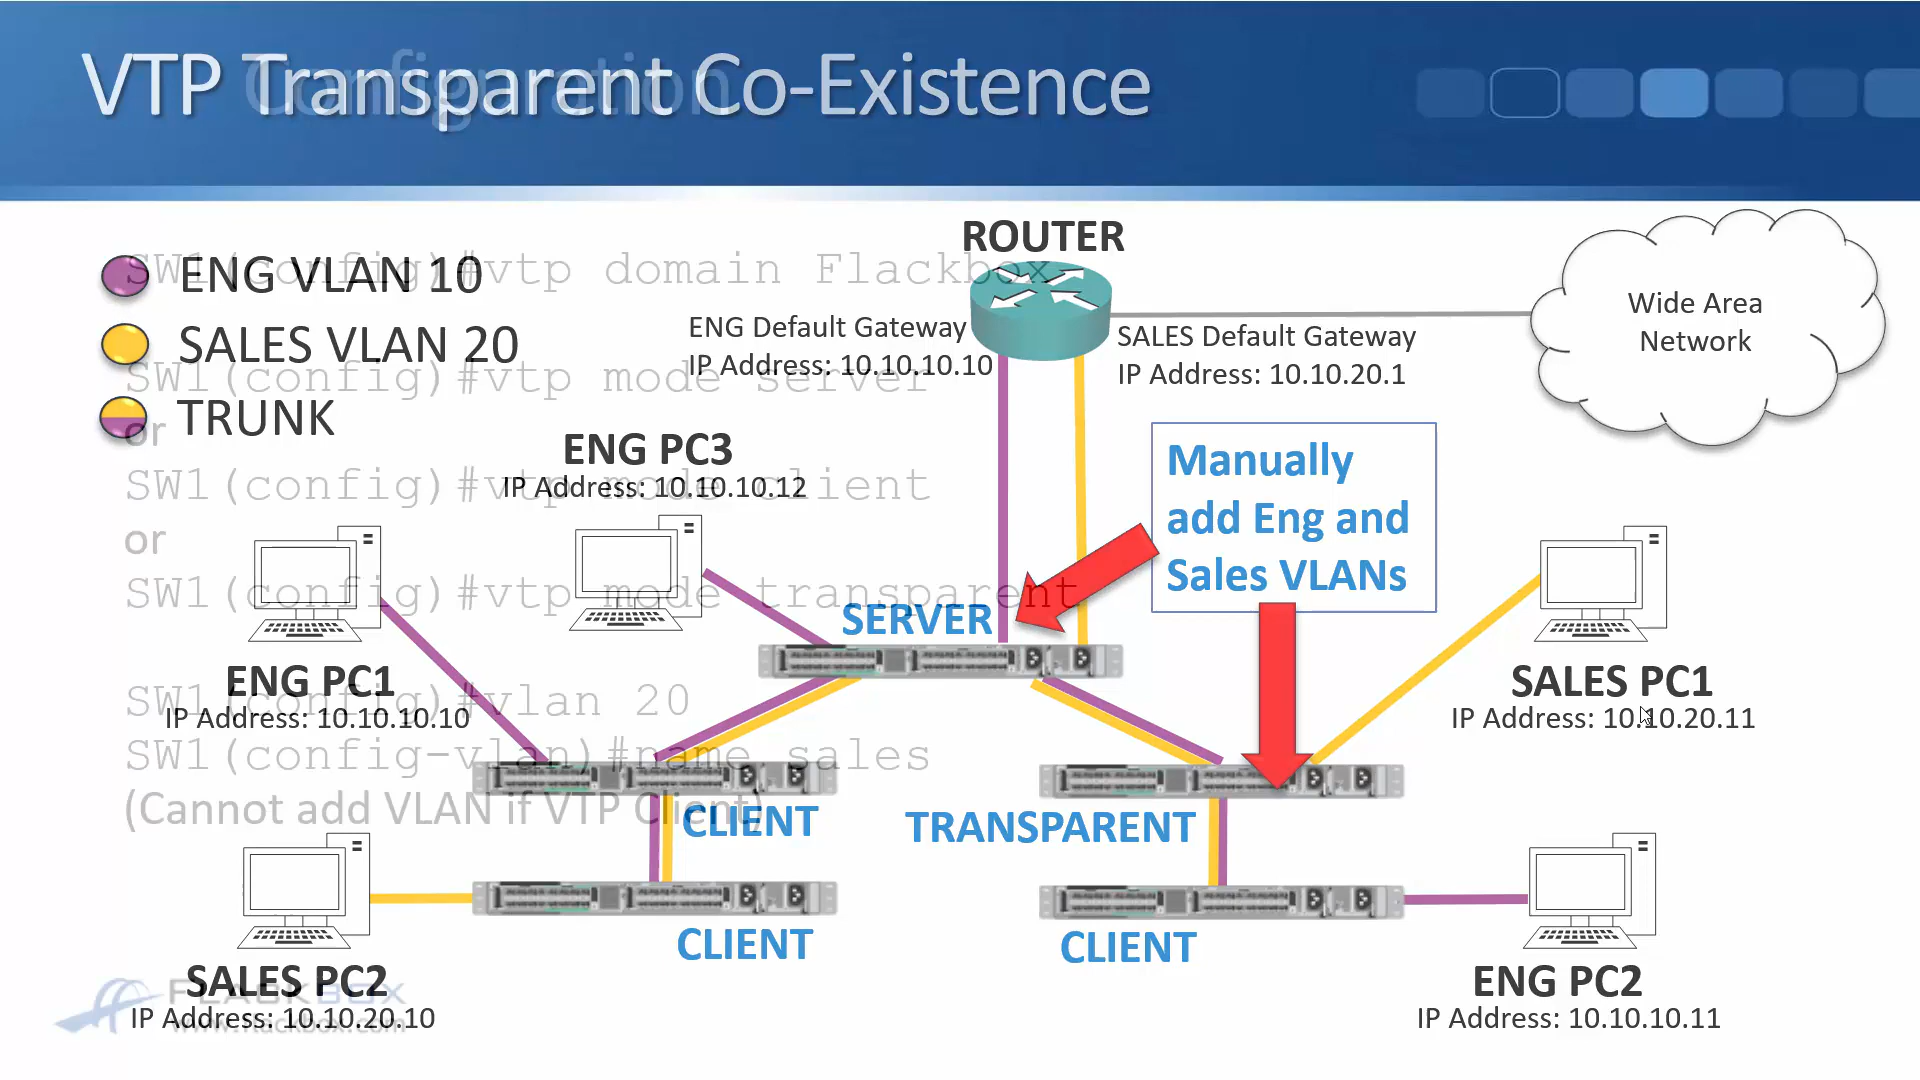 VTP Transparent Co-Existence
Configuration
ROUTER
ENG VLAN 10
SALES VLAN 20
TRUNK
SW1(config)#vtp domain Flackbox
SW1(config)#vtp mode server
or
SW1(config)#vtp mode client
or
SW1(config)#vtp mode transparent
SW1(config)#vlan 20
SW1(config-vlan)#name sales
(Cannot add VLAN if VTP Client)
ENG Default Gateway
IP Address: 10.10.10.10
SALES Default Gateway
IP Address: 10.10.20.1
Wide Area
Network
Manually
add Eng and
Sales VLANs
ENG PC3
IP Address: 10.10.10.12
SERVER
ENG PC1
IP Address: 10.10.10.10
SALES PC1
IP Address: 10.10.20.11
CLIENT
TRANSPARENT
CLIENT
CLIENT
SALES PC2
IP Address: 10.10.20.10
ENG PC2
IP Address: 10.10.10.11
FLACKBOX
www.flackbox.com